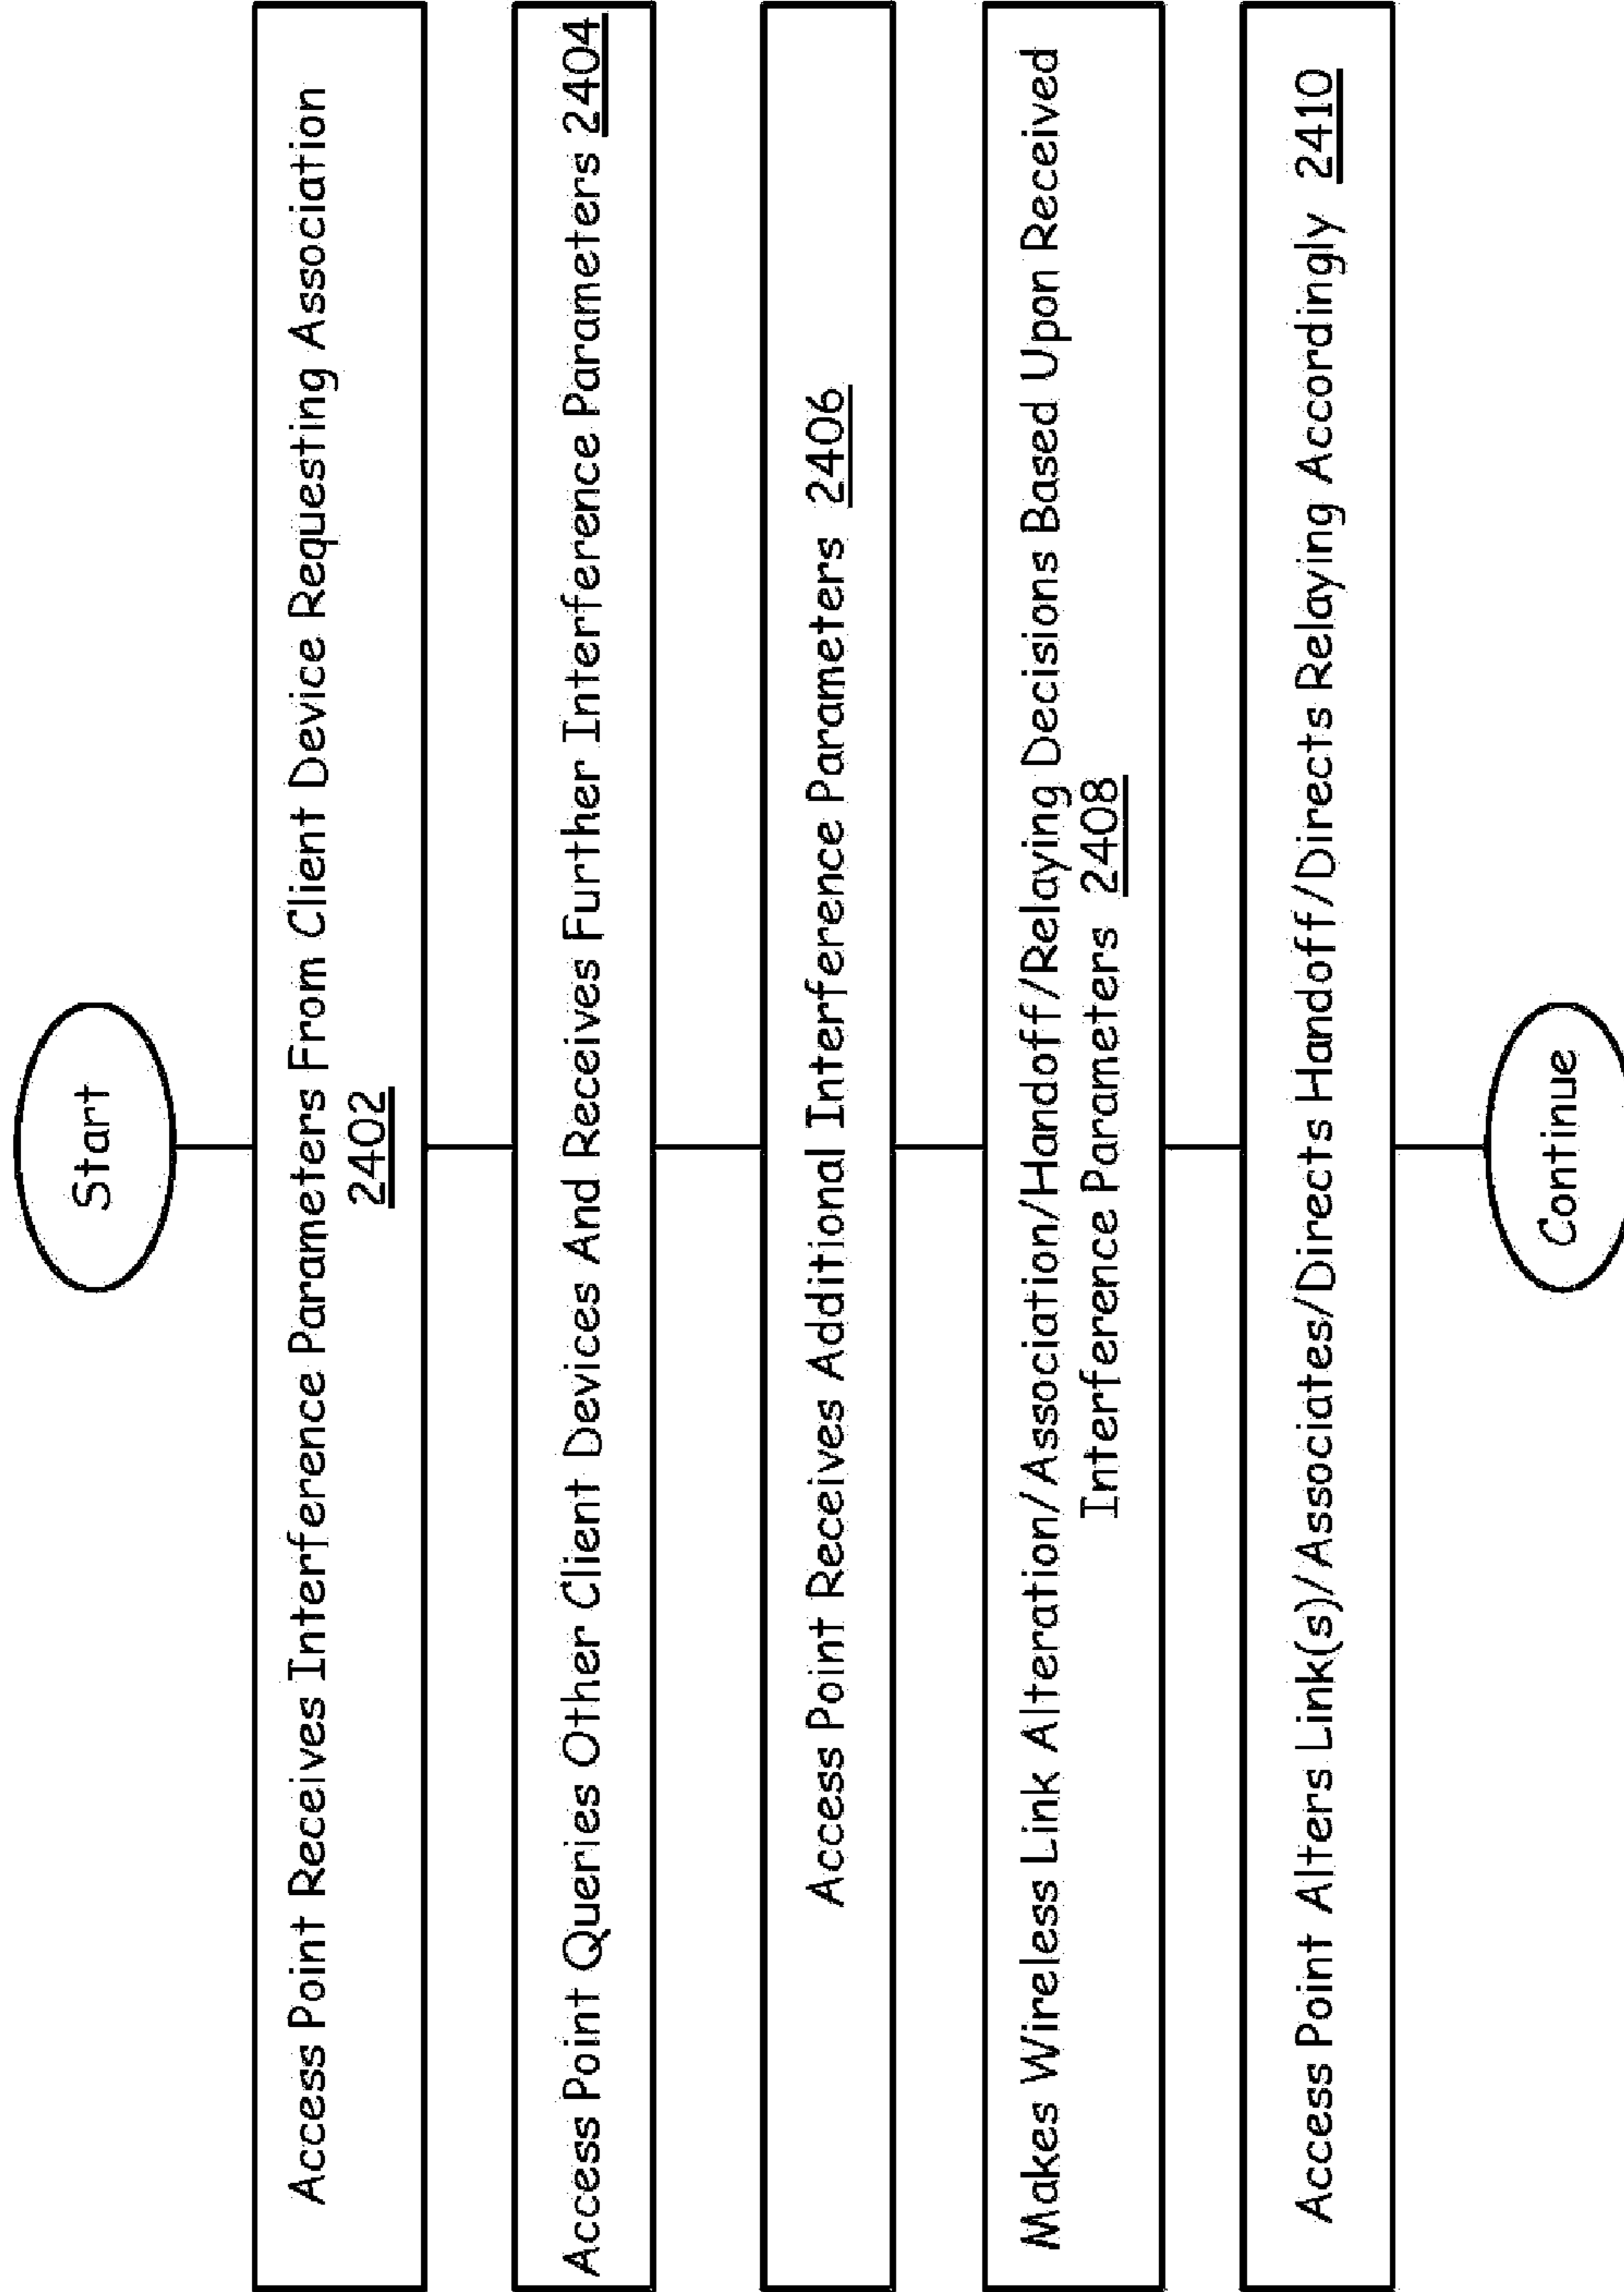 Start
Access Point Receives Interference Parameters From Client Device Requesting Association
2402
Access Point Queries Other Client Devices And Receives Further Interference Parameters 2404
Access Point Receives Additional Interference Parameters 2406
Makes Wireless Link Alteration/Association/Handoff/Relaying Decisions Based Upon Received
Interference Parameters 2408
Access Point Alters Link(s)/Associates/Directs Handoff/Directs Relaying Accordingly 2410
Continue